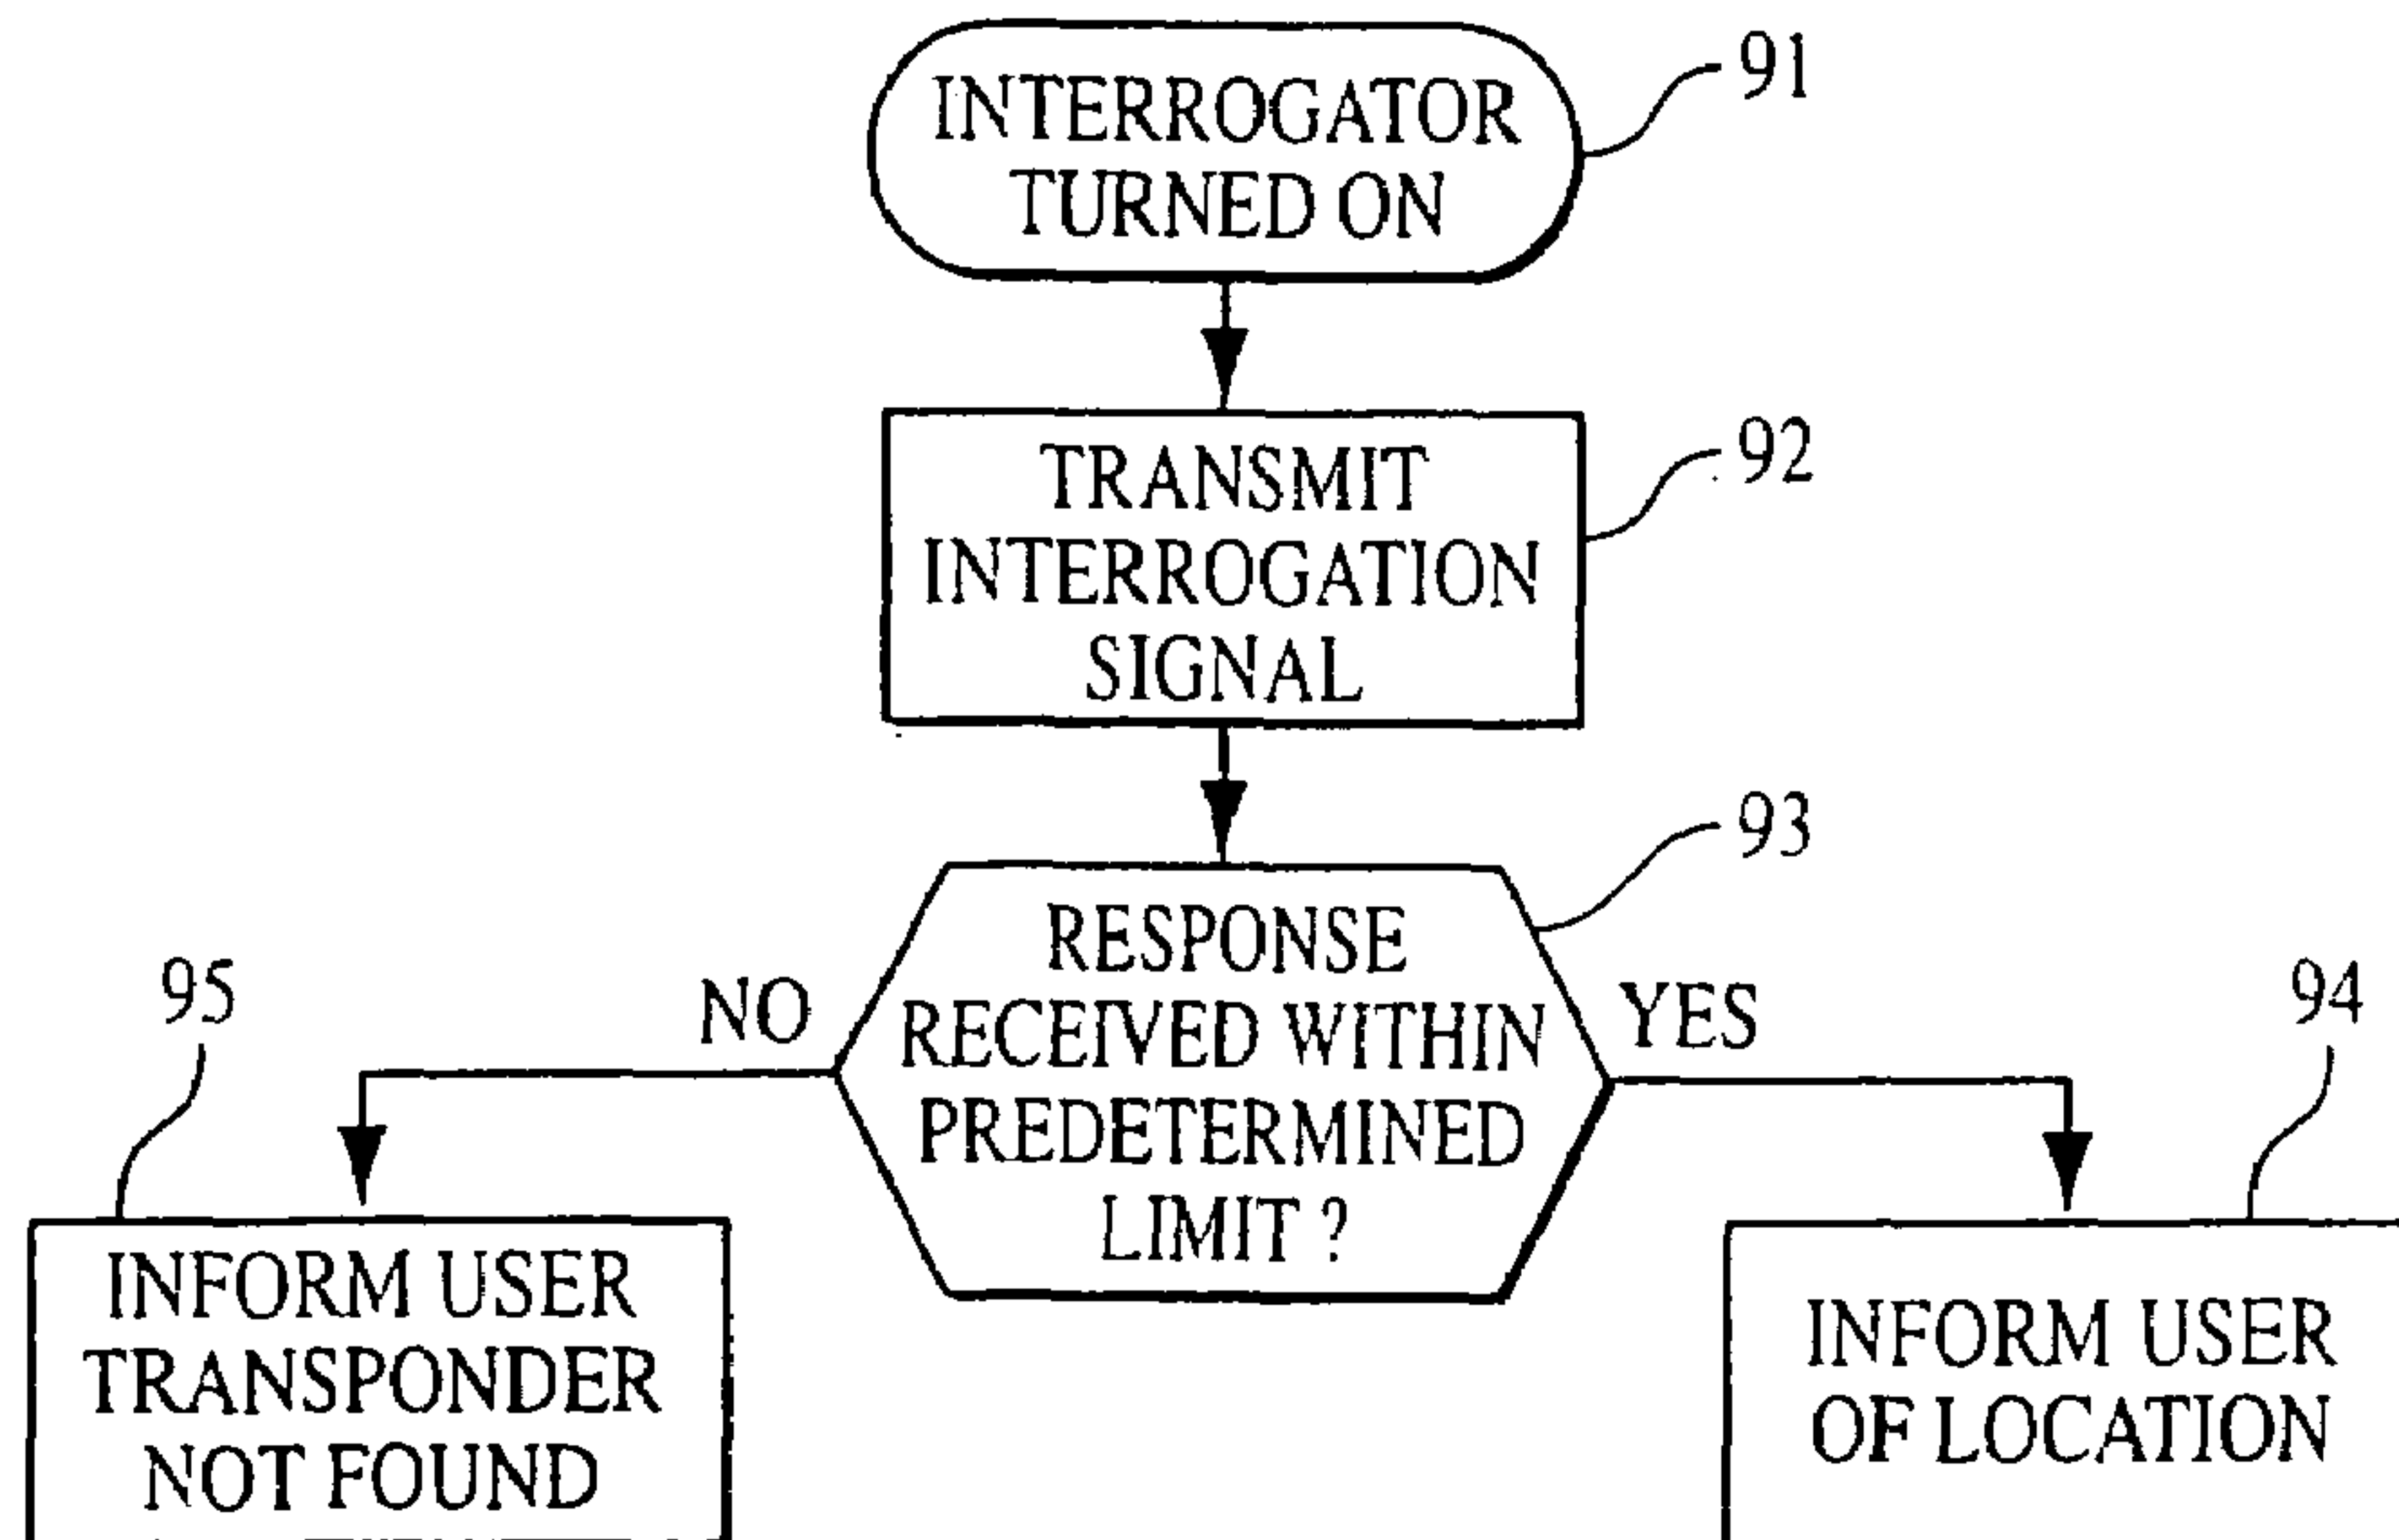 INTERROGATOR
TURNED ON
91
TRANSMIT
INTERROGATION
SIGNAL
92
RESPONSE
RECEIVED WITHIN
PREDETERMINED
LIMIT ?
93
NO
YES
95
INFORM USER
TRANSPONDER
NOT FOUND
94
INFORM USER
OF LOCATION